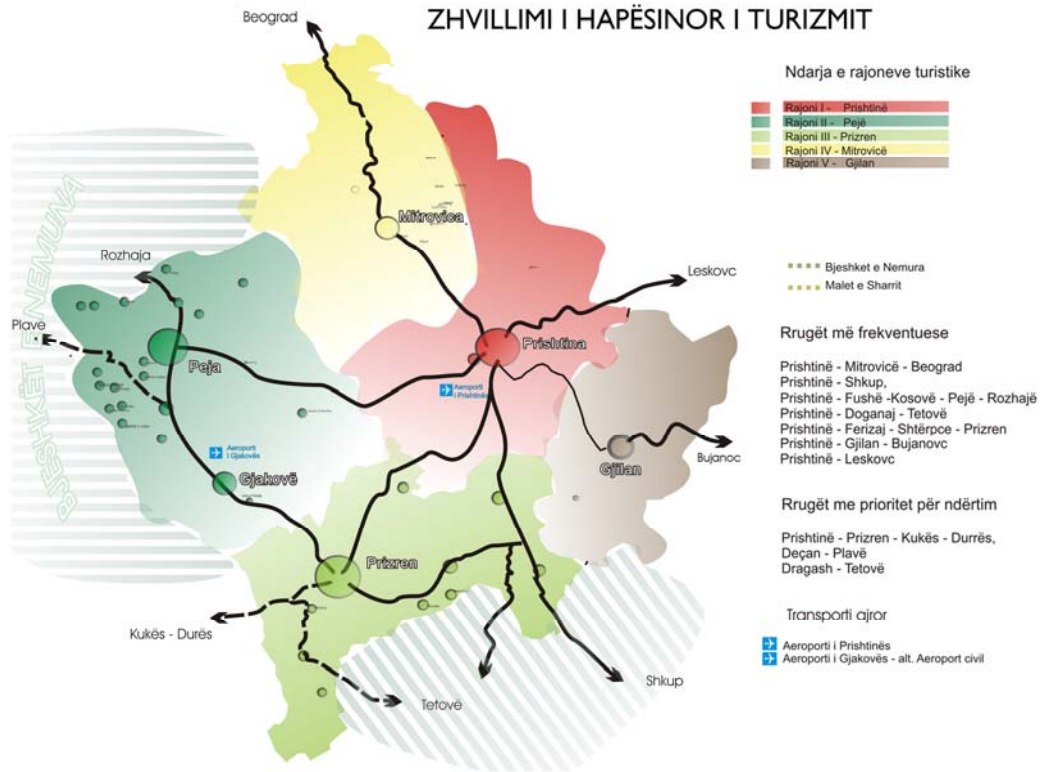 ZHVILLIMI I HAPËSINOR I TURIZMIT
Beograd
Ndarja e rajoneve turistike
Rajoni I - Prishtinë
Rajoni II - Pejë
Rajoni III - Prizren
Rajoni IV - Mitrovicë
Rajoni V - Gjilan
BJESHKËT E NEMUNA
Mitrovica
Rozhaja
Leskovc
Bjeshket e Nemura
Malet e Sharrit
Plavë
Prishtina
Peja
Rrugët më frekventuese
Prishtinë - Mitrovicë - Beograd
Prishtinë - Shkup,
Prishtinë - Fushë -Kosovë - Pejë - Rozhajë
Prishtinë - Doganaj - Tetovë
Prishtinë - Ferizaj - Shtërpce - Prizren
Prishtinë - Gjilan - Bujanovc
Prishtinë - Leskovc
Aeroporti
i Prishtinës
Aeroporti
i Gjakovës
Gjakovë
Gjilan
Bujanoc
Rrugët me prioritet për ndërtim
Prishtinë - Prizren - Kukës - Durrës,
Deçan - Plavë
Dragash - Tetovë
Prizren
Kukës - Durës
Transporti ajror
Aeroporti i Prishtinës
Aeroporti i Gjakovës - alt. Aeroport civil
Shkup
Tetovë